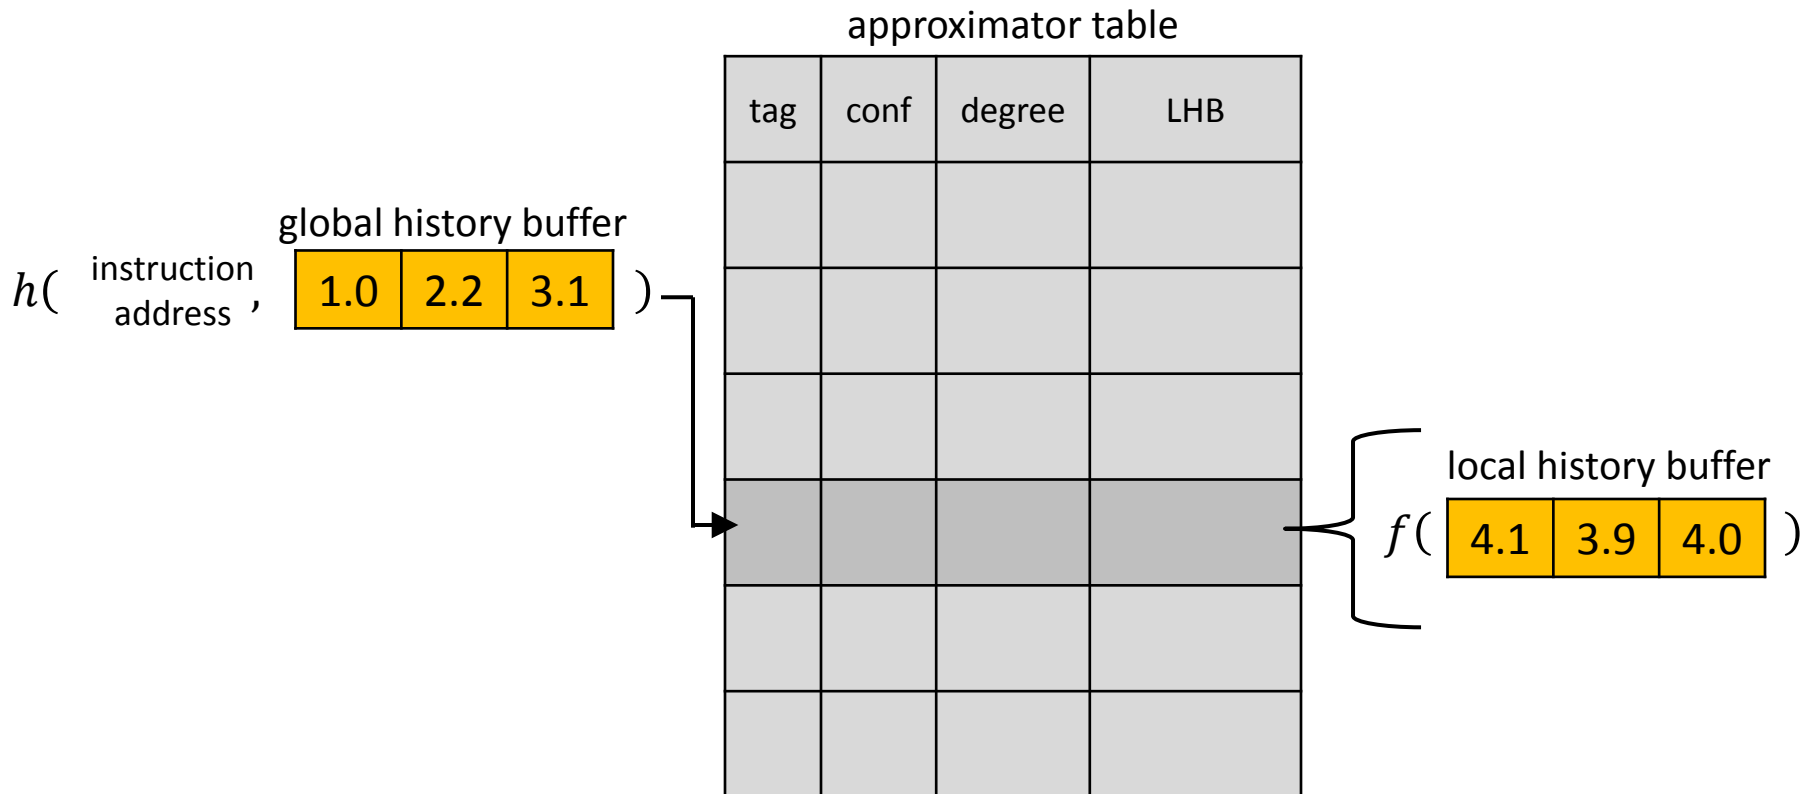 approximator table
tag conf degree LHB
global history buffer
h( instruction address, 1.0 2.2 3.1 )
local history buffer
f( 4.1 3.9 4.0 )